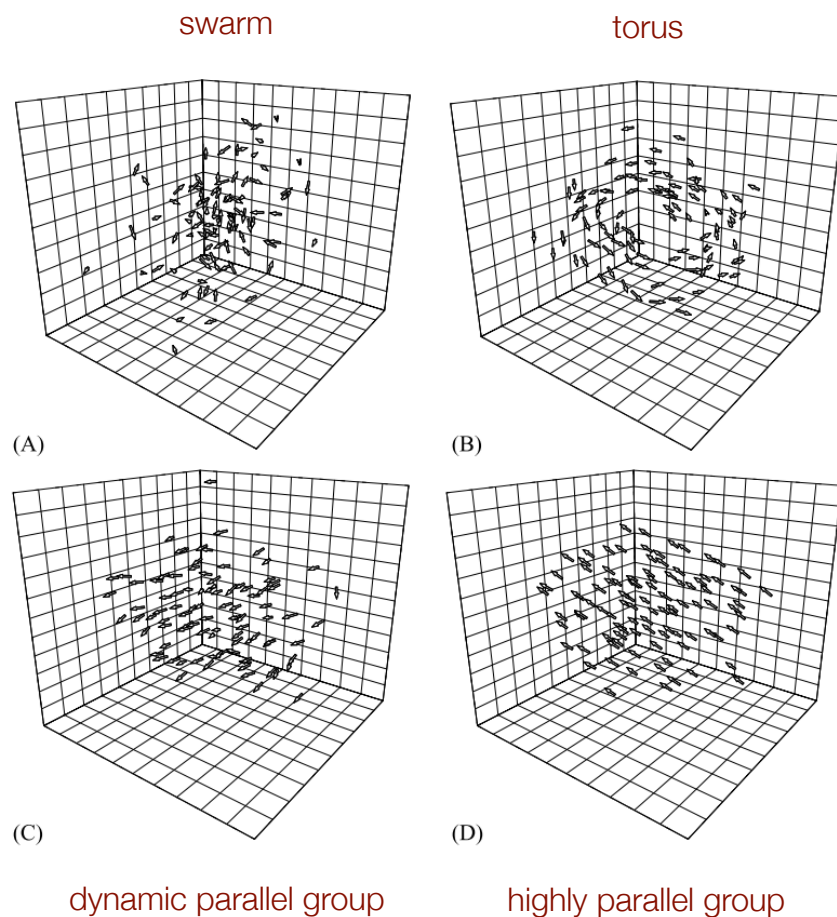 swarm
torus
(A)
(B)
(C)
(D)
dynamic parallel group
highly parallel group